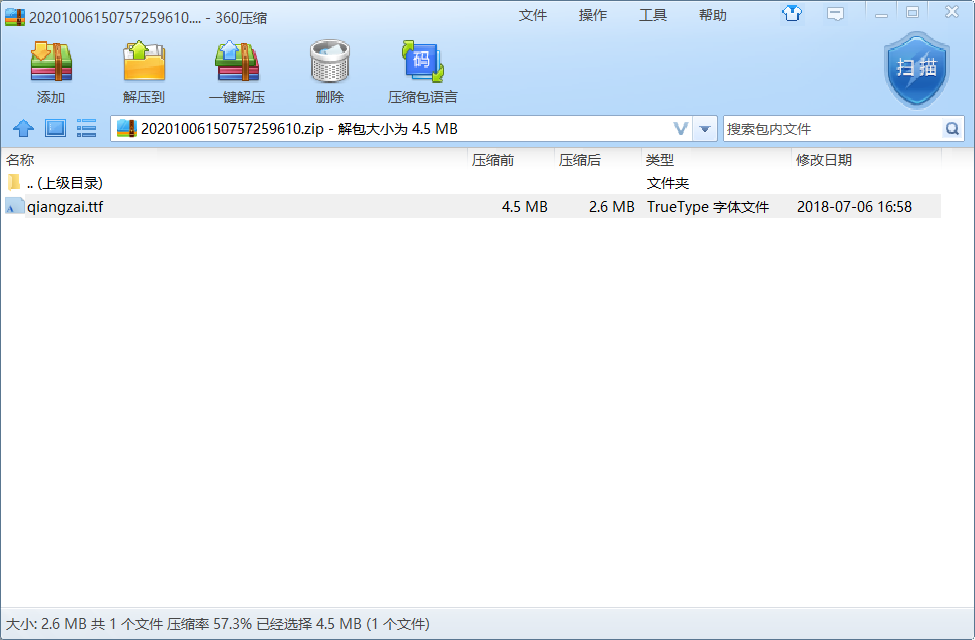 20201006150757259610.... - 360压缩 文件 操作 工具 帮助
添加 解压到 一键解压 删除 压缩包语言
码
扫描
20201006150757259610.zip - 解包大小为 4.5 MB 搜索包内文件
名称 压缩前 压缩后 类型 修改日期
.. (上级目录) 文件夹
qiangzai.ttf 4.5 MB 2.6 MB TrueType 字体文件 2018-07-06 16:58
大小: 2.6 MB 共 1 个文件 压缩率 57.3% 已经选择 4.5 MB (1 个文件)